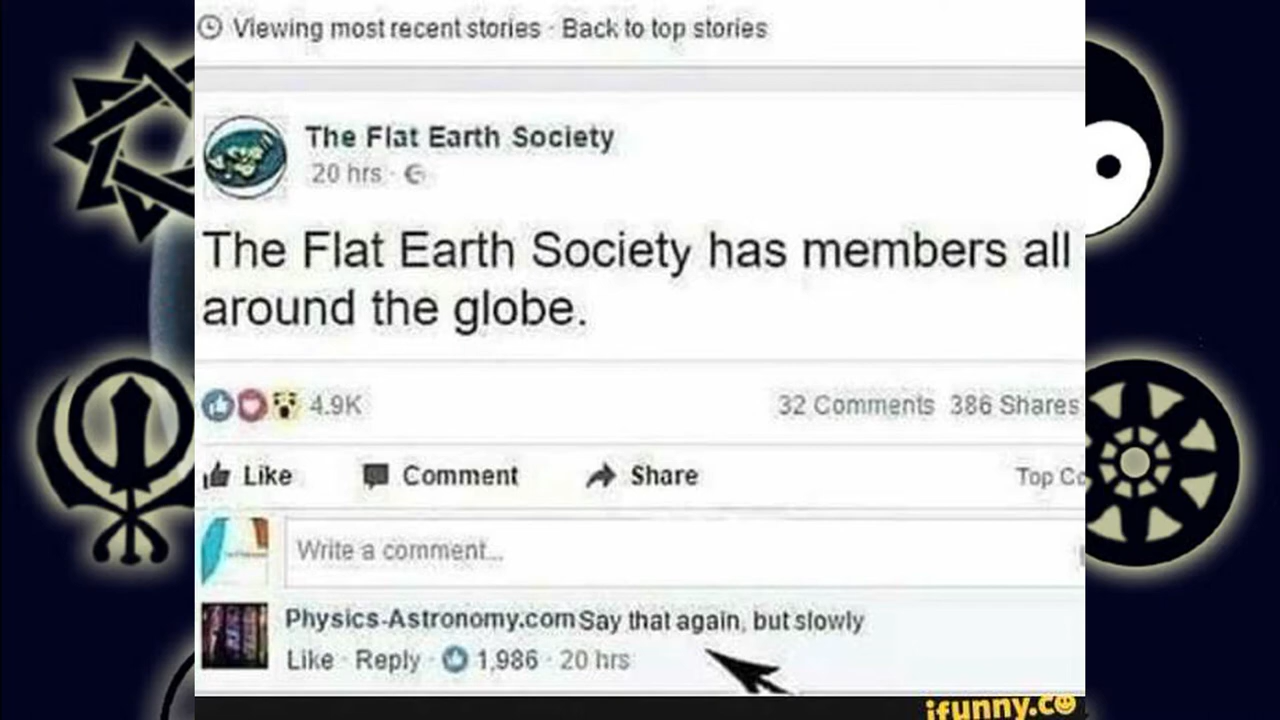 Viewing most recent stories · Back to top stories
The Flat Earth Society
20 hrs ·
The Flat Earth Society has members all
around the globe.
4.9K 32 Comments 386 Shares
Like Comment Share Top Co
Write a comment...
Physics-Astronomy.com Say that again, but slowly
Like · Reply · 1,986 · 20 hrs
ifunny.co